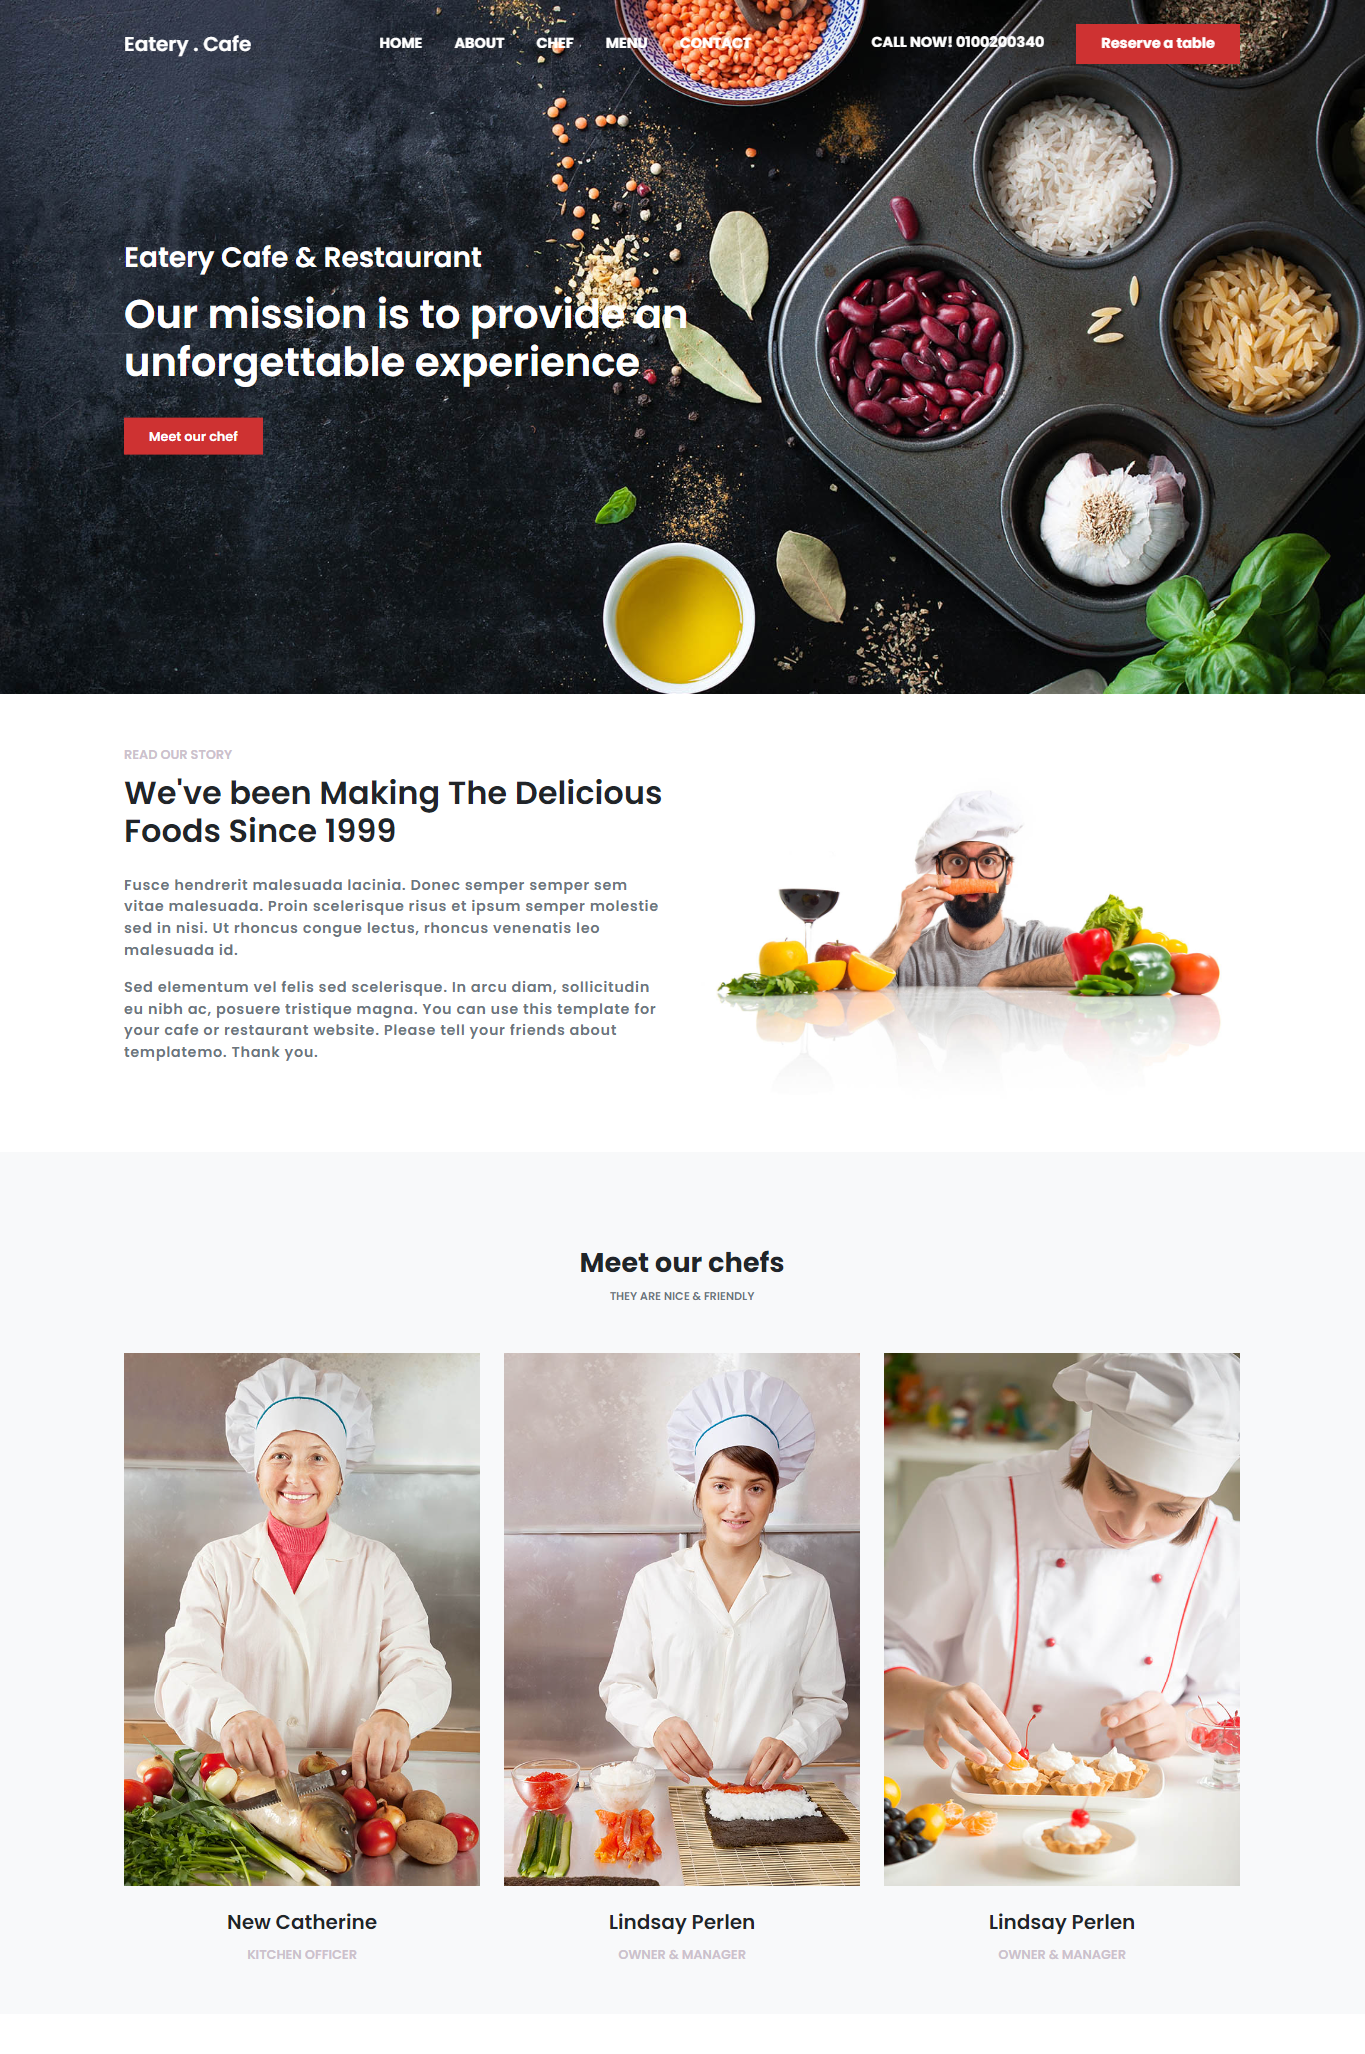 Eatery . Cafe
HOME ABOUT CHEF MENU CONTACT
CALL NOW! 0100200340
Reserve a table
Eatery Cafe & Restaurant
Our mission is to provide an
unforgettable experience
Meet our chef
READ OUR STORY
We've been Making The Delicious
Foods Since 1999
Fusce hendrerit malesuada lacinia. Donec semper semper sem
vitae malesuada. Proin scelerisque risus et ipsum semper molestie
sed in nisi. Ut rhoncus congue lectus, rhoncus venenatis leo
malesuada id.
Sed elementum vel felis sed scelerisque. In arcu diam, sollicitudin
eu nibh ac, posuere tristique magna. You can use this template for
your cafe or restaurant website. Please tell your friends about
templatemo. Thank you.
Meet our chefs
THEY ARE NICE & FRIENDLY
New Catherine
KITCHEN OFFICER
Lindsay Perlen
OWNER & MANAGER
Lindsay Perlen
OWNER & MANAGER